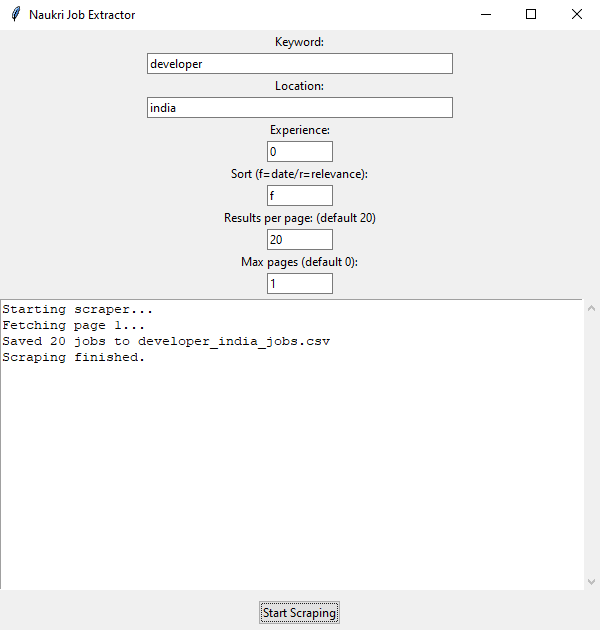 Naukri Job Extractor
Keyword:
developer
Location:
india
Experience:
0
Sort (f=date/r=relevance):
f
Results per page: (default 20)
20
Max pages (default 0):
1
Starting scraper...
Fetching page 1...
Saved 20 jobs to developer_india_jobs.csv
Scraping finished.
Start Scraping